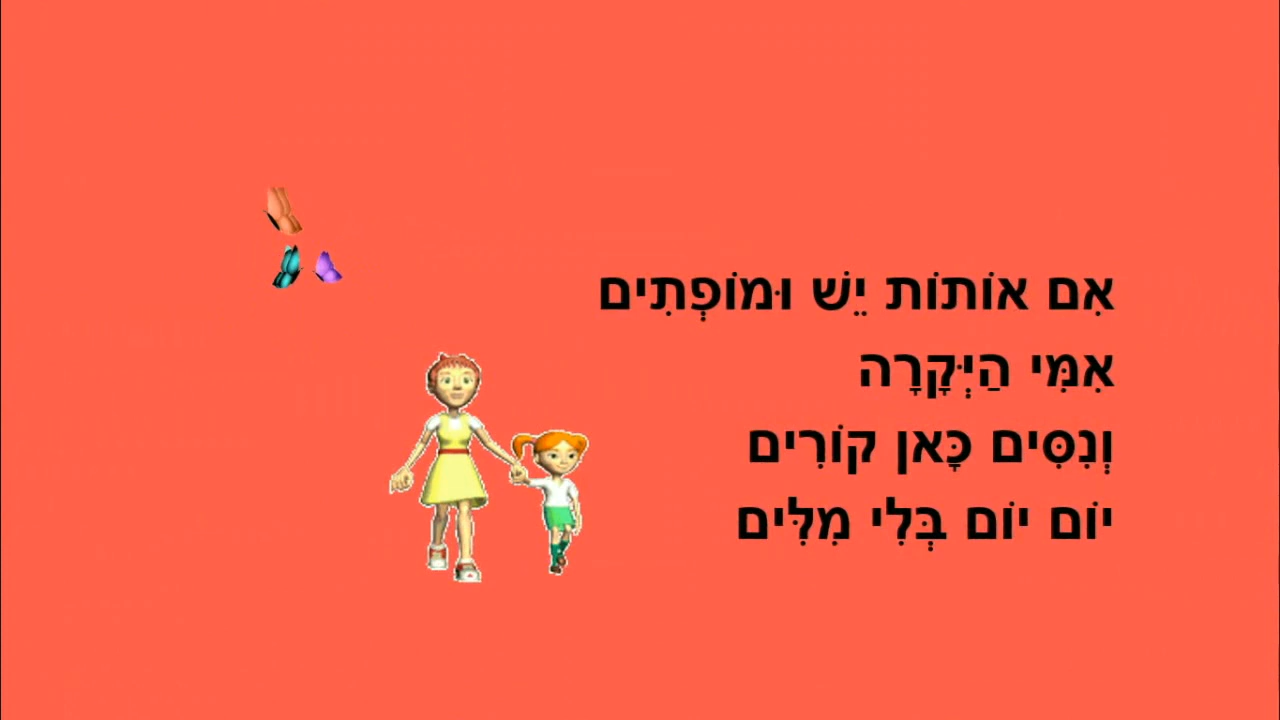 אִם אוֹתוֹת יֵשׁ וּמוֹפְתִים
אִמִּי הַיְּקָרָה
וְנִסִּים כָּאן קוֹרִים
יוֹם יוֹם בְּלִי מִלִּים